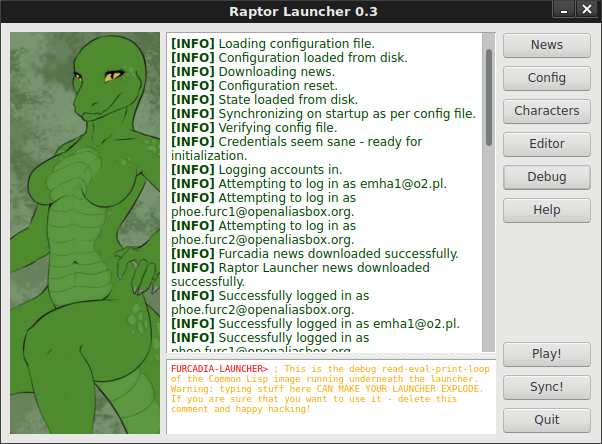 Raptor Launcher 0.3
[INFO] Loading configuration file.
[INFO] Configuration loaded from disk.
[INFO] Downloading news.
[INFO] Configuration reset.
[INFO] State loaded from disk.
[INFO] Synchronizing on startup as per config file.
[INFO] Verifying config file.
[INFO] Credentials seem sane - ready for
initialization.
[INFO] Logging accounts in.
[INFO] Attempting to log in as emha1@o2.pl.
[INFO] Attempting to log in as
phoe.furc1@openaliasbox.org.
[INFO] Attempting to log in as
phoe.furc2@openaliasbox.org.
[INFO] Furcadia news downloaded successfully.
[INFO] Raptor Launcher news downloaded
successfully.
[INFO] Successfully logged in as
phoe.furc2@openaliasbox.org.
[INFO] Successfully logged in as emha1@o2.pl.
[INFO] Successfully logged in as
phoe.furc1@openaliasbox.org.
FURCADIA-LAUNCHER> ; This is the debug read-eval-print-loop
of the Common Lisp image running underneath the launcher.
Warning: typing stuff here CAN MAKE YOUR LAUNCHER EXPLODE.
If you are sure that you want to use it - delete this
comment and happy hacking!
News
Config
Characters
Editor
Debug
Help
Play!
Sync!
Quit